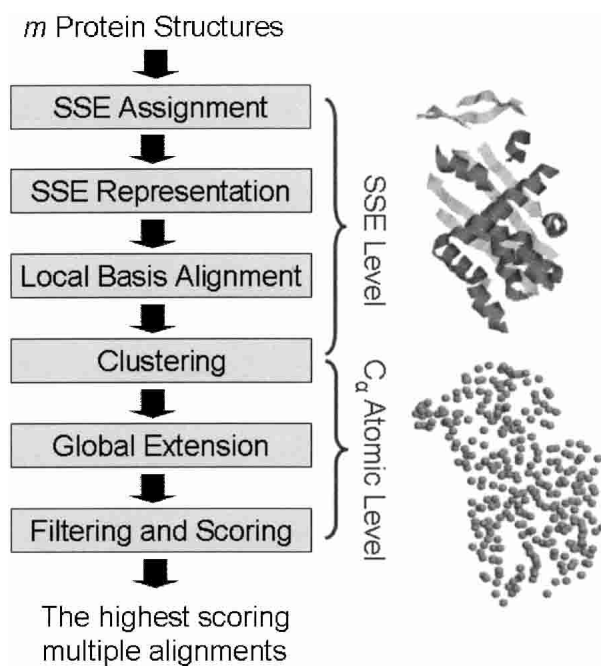 m Protein Structures
SSE Assignment
SSE Representation
Local Basis Alignment
Clustering
Global Extension
Filtering and Scoring
The highest scoring
multiple alignments
SSE Level
Cα Atomic Level